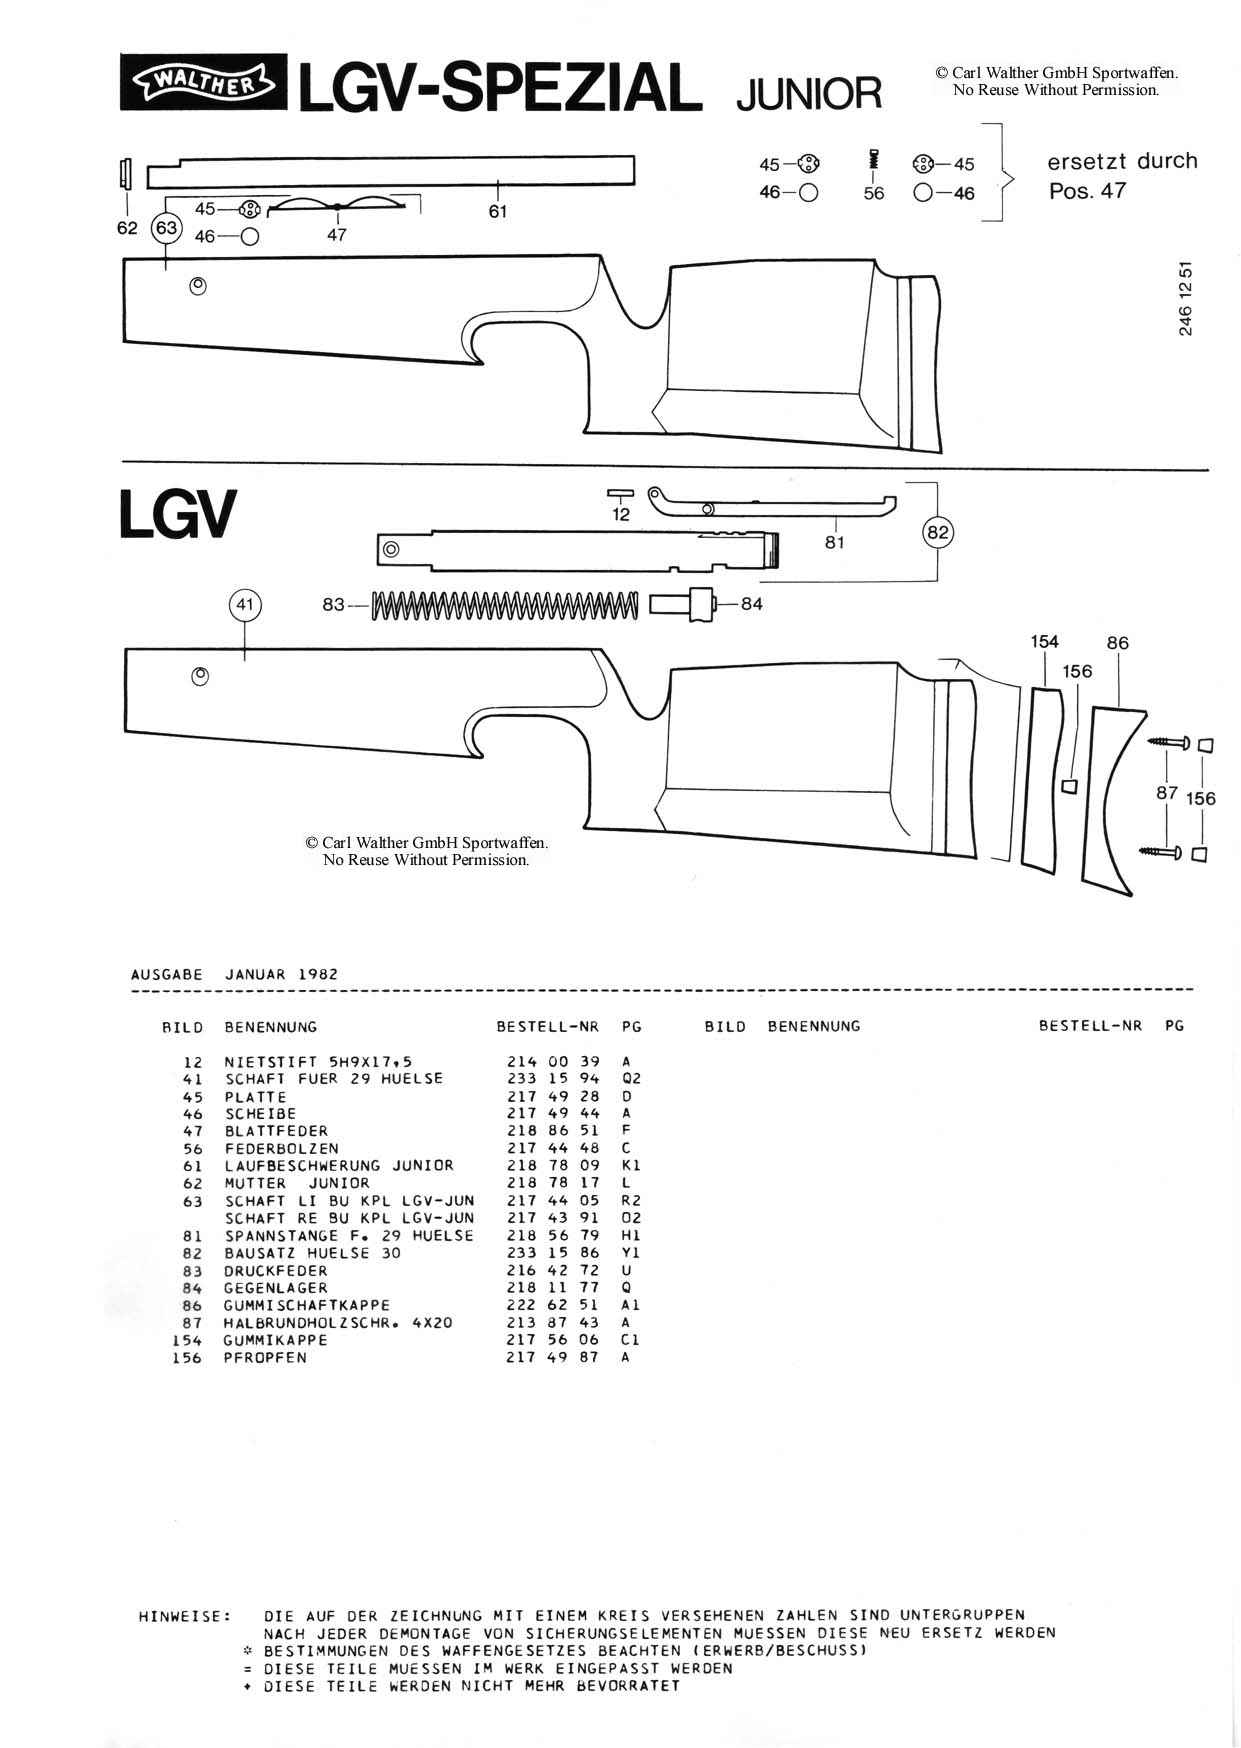 WALTHER LGV-SPEZIAL JUNIOR
© Carl Walther GmbH Sportwaffen.
No Reuse Without Permission.
45 56 45
46 46
ersetzt durch
Pos. 47
62 63 45 46 47 61
246 12 51
LGV
12 81 82
41 83 84
154 156 86
87 156
© Carl Walther GmbH Sportwaffen.
No Reuse Without Permission.
AUSGABE JANUAR 1982
BILD BENENNUNG BESTELL-NR PG BILD BENENNUNG BESTELL-NR PG
12 NIETSTIFT 5H9X17,5 214 00 39 A
41 SCHAFT FUER 29 HUELSE 233 15 94 Q2
45 PLATTE 217 49 28 D
46 SCHEIBE 217 49 44 A
47 BLATTFEDER 218 86 51 F
56 FEDERBOLZEN 217 44 48 C
61 LAUFBESCHWERUNG JUNIOR 218 78 09 K1
62 MUTTER JUNIOR 218 78 17 L
63 SCHAFT LI BU KPL LGV-JUN 217 44 05 R2
SCHAFT RE BU KPL LGV-JUN 217 43 91 O2
81 SPANNSTANGE F. 29 HUELSE 218 56 79 H1
82 BAUSATZ HUELSE 30 233 15 86 Y1
83 DRUCKFEDER 216 42 72 U
84 GEGENLAGER 218 11 77 Q
86 GUMMISCHAFTKAPPE 222 62 51 A1
87 HALBRUNDHOLZSCHR. 4X20 213 87 43 A
154 GUMMIKAPPE 217 56 06 C1
156 PFROPFEN 217 49 87 A
HINWEISE: DIE AUF DER ZEICHNUNG MIT EINEM KREIS VERSEHENEN ZAHLEN SIND UNTERGRUPPEN
NACH JEDER DEMONTAGE VON SICHERUNGSELEMENTEN MUESSEN DIESE NEU ERSETZ WERDEN
* BESTIMMUNGEN DES WAFFENGESETZES BEACHTEN (ERWERB/BESCHUSS)
= DIESE TEILE MUESSEN IM WERK EINGEPASST WERDEN
+ DIESE TEILE WERDEN NICHT MEHR BEVORRATET